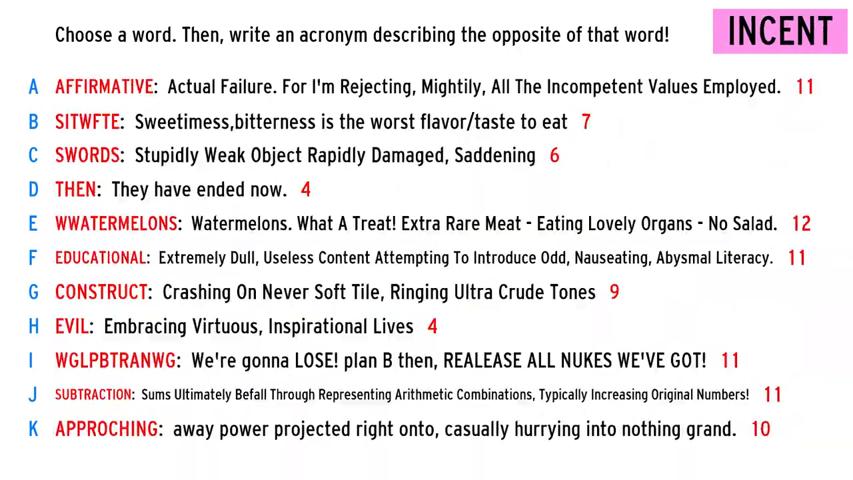 Choose a word. Then, write an acronym describing the opposite of that word!
INCENT
A AFFIRMATIVE: Actual Failure. For I'm Rejecting, Mightily, All The Incompetent Values Employed. 11
B SITWFTE: Sweetimess,bitterness is the worst flavor/taste to eat 7
C SWORDS: Stupidly Weak Object Rapidly Damaged, Saddening 6
D THEN: They have ended now. 4
E WWATERMELONS: Watermelons. What A Treat! Extra Rare Meat - Eating Lovely Organs - No Salad. 12
F EDUCATIONAL: Extremely Dull, Useless Content Attempting To Introduce Odd, Nauseating, Abysmal Literacy. 11
G CONSTRUCT: Crashing On Never Soft Tile, Ringing Ultra Crude Tones 9
H EVIL: Embracing Virtuous, Inspirational Lives 4
I WGLPBTRANWG: We're gonna LOSE! plan B then, REALEASE ALL NUKES WE'VE GOT! 11
J SUBTRACTION: Sums Ultimately Befall Through Representing Arithmetic Combinations, Typically Increasing Original Numbers! 11
K APPROCHING: away power projected right onto, casually hurrying into nothing grand. 10